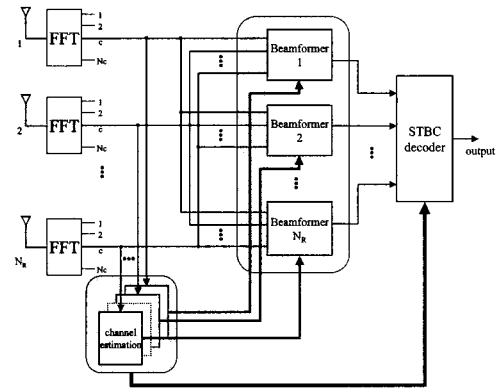 1
FFT
1
2
c
Nc
Beamformer
1
2
FFT
1
2
c
Nc
Beamformer
2
STBC
decoder
output
N_R
FFT
1
2
c
Nc
Beamformer
N_R
channel
estimation